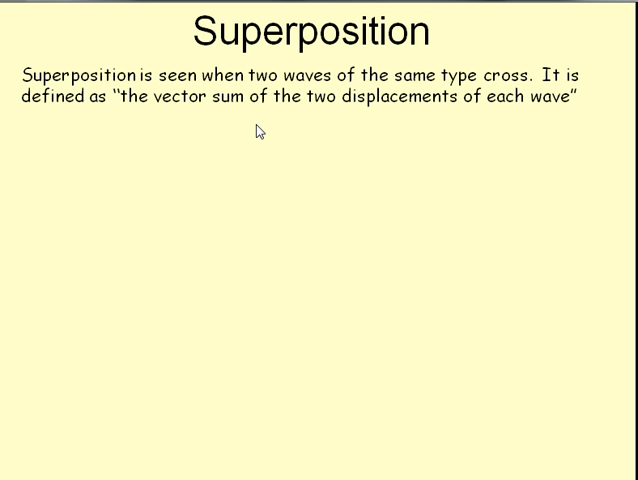 Superposition
Superposition is seen when two waves of the same type cross. It is
defined as “the vector sum of the two displacements of each wave”